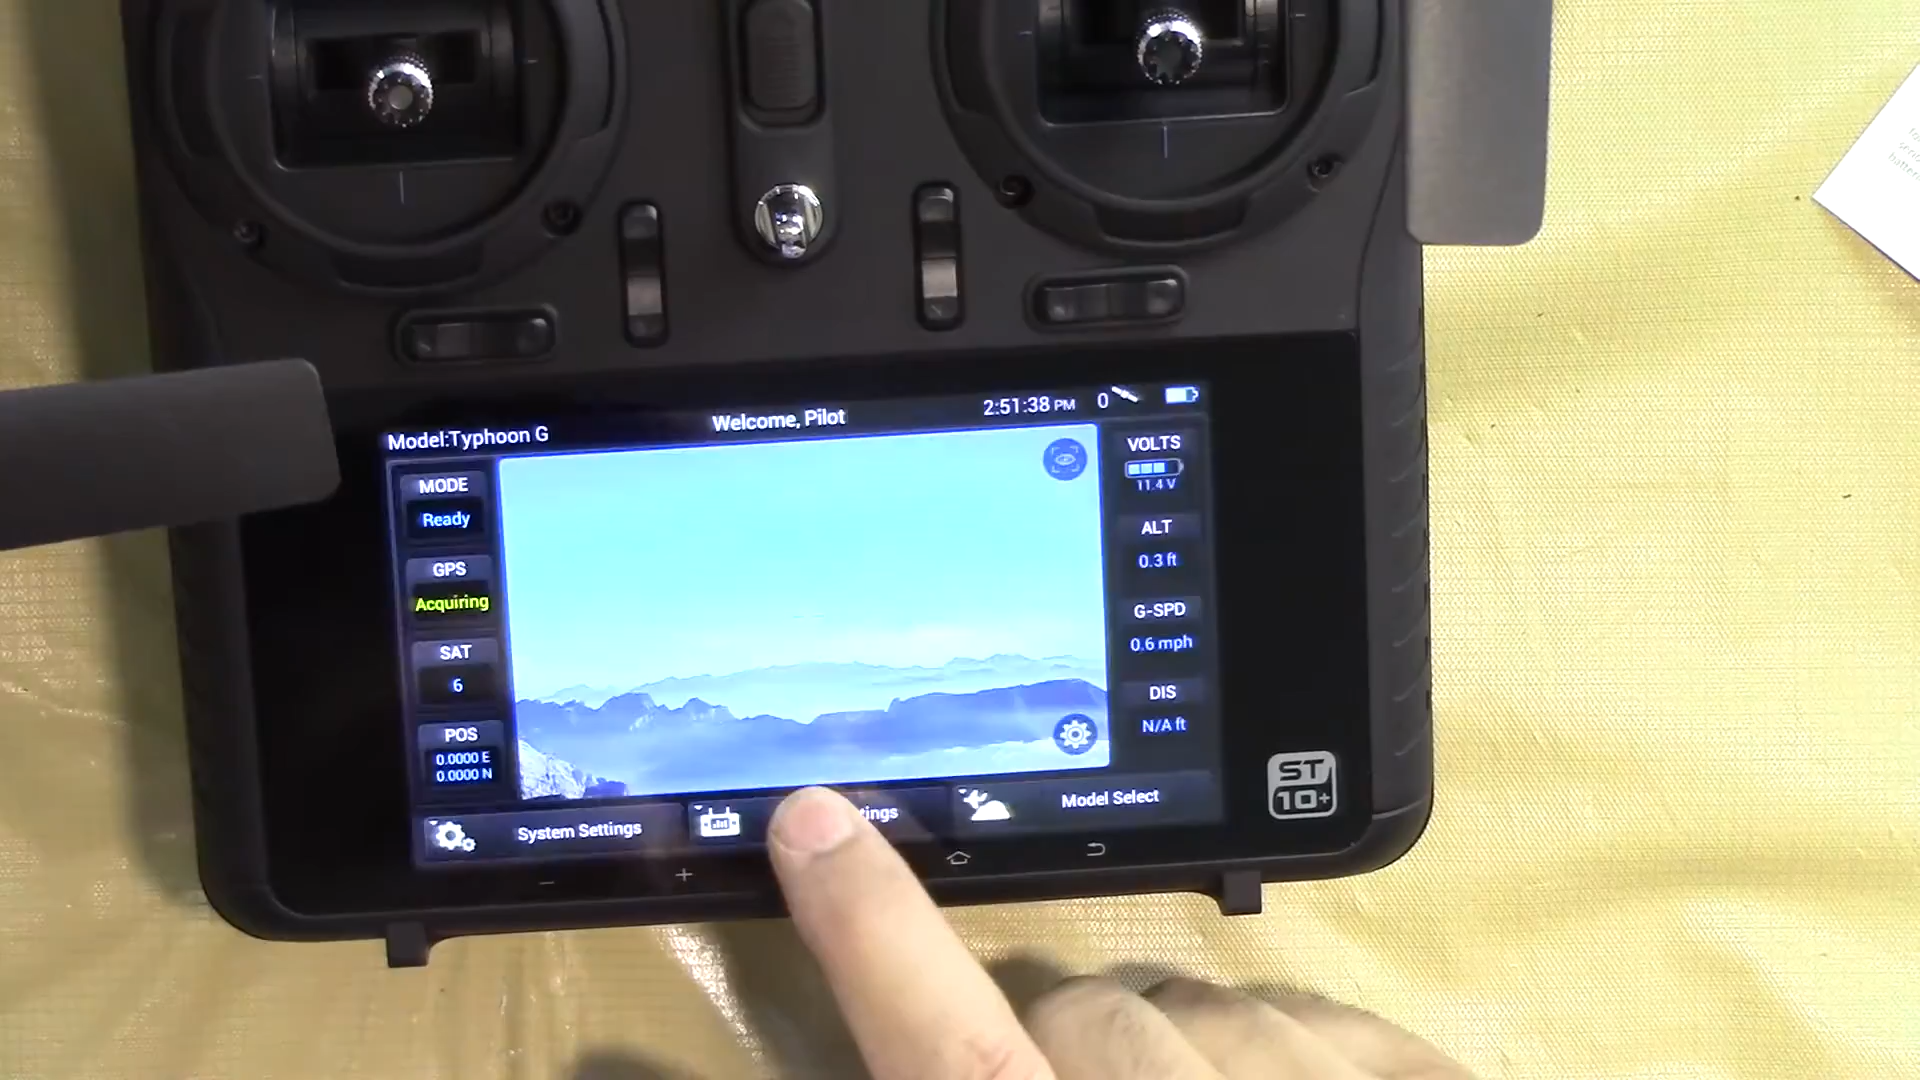 Model:Typhoon G
Welcome, Pilot
2:51:38 PM
0
MODE
Ready
GPS
Acquiring
SAT
6
POS
0.0000 E
0.0000 N
VOLTS
11.4 V
ALT
0.3 ft
G-SPD
0.6 mph
DIS
N/A ft
System Settings
Model Select
ST
10+